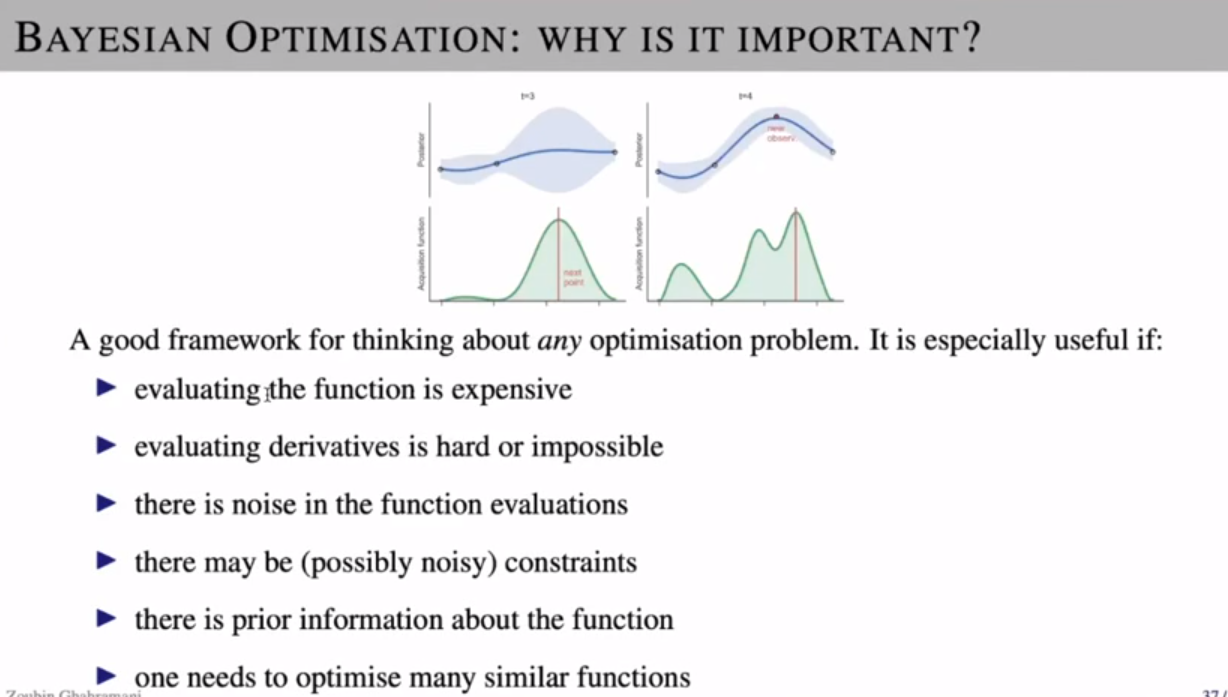 BAYESIAN OPTIMISATION: WHY IS IT IMPORTANT?
t=3
t=4
Posterior
Posterior
new
observ.
Acquisition function
Acquisition function
next
point
A good framework for thinking about any optimisation problem. It is especially useful if:
▶ evaluating the function is expensive
▶ evaluating derivatives is hard or impossible
▶ there is noise in the function evaluations
▶ there may be (possibly noisy) constraints
▶ there is prior information about the function
▶ one needs to optimise many similar functions
Zoubin Ghahramani
37 /